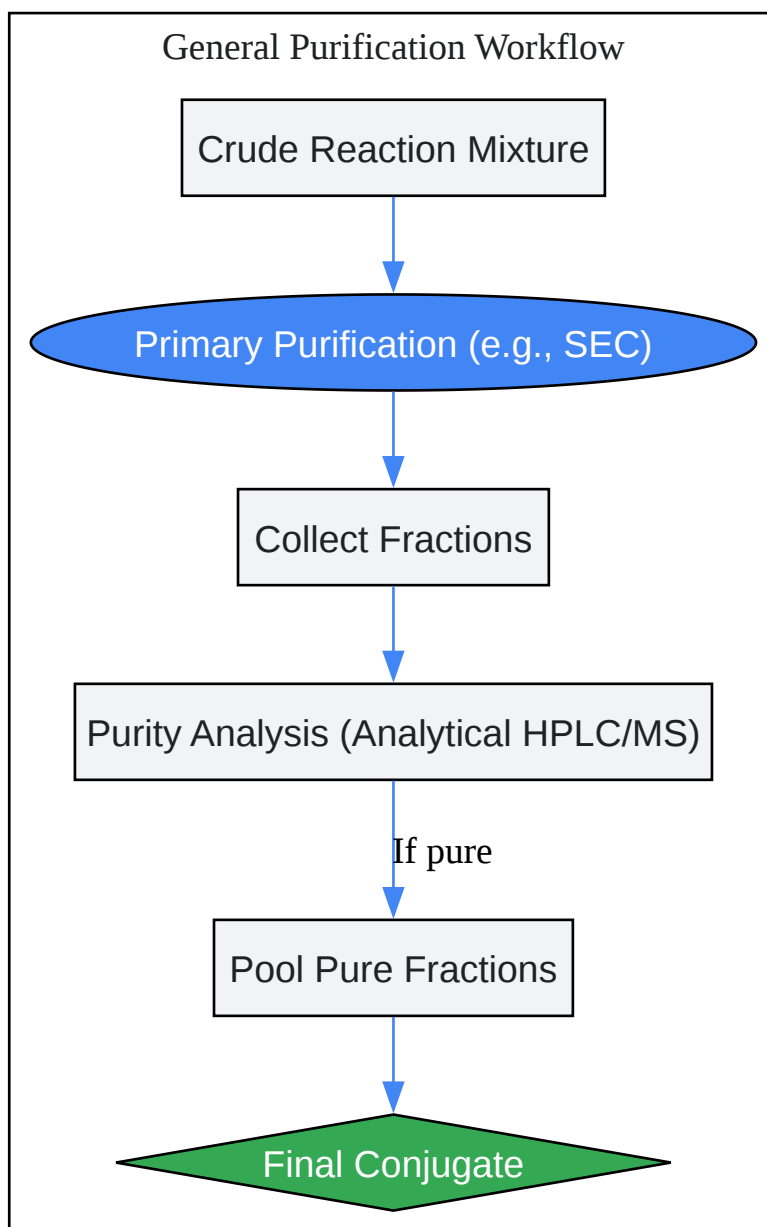 General Purification Workflow
Crude Reaction Mixture
Primary Purification (e.g., SEC)
Collect Fractions
Purity Analysis (Analytical HPLC/MS)
If pure
Pool Pure Fractions
Final Conjugate